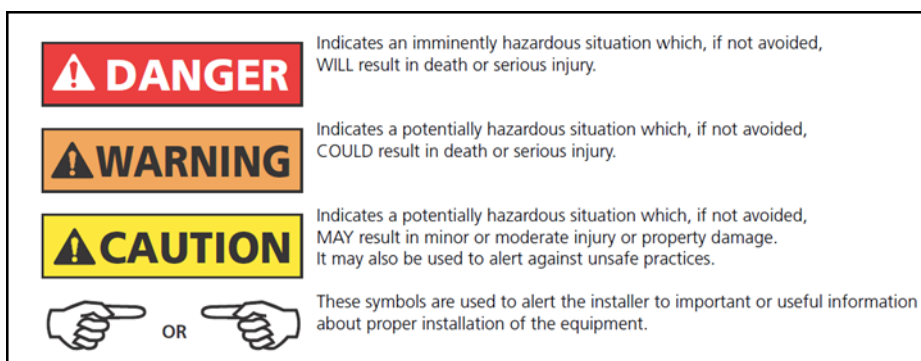 DANGER
Indicates an imminently hazardous situation which, if not avoided,
WILL result in death or serious injury.
WARNING
Indicates a potentially hazardous situation which, if not avoided,
COULD result in death or serious injury.
CAUTION
Indicates a potentially hazardous situation which, if not avoided,
MAY result in minor or moderate injury or property damage.
It may also be used to alert against unsafe practices.
OR
These symbols are used to alert the installer to important or useful information
about proper installation of the equipment.